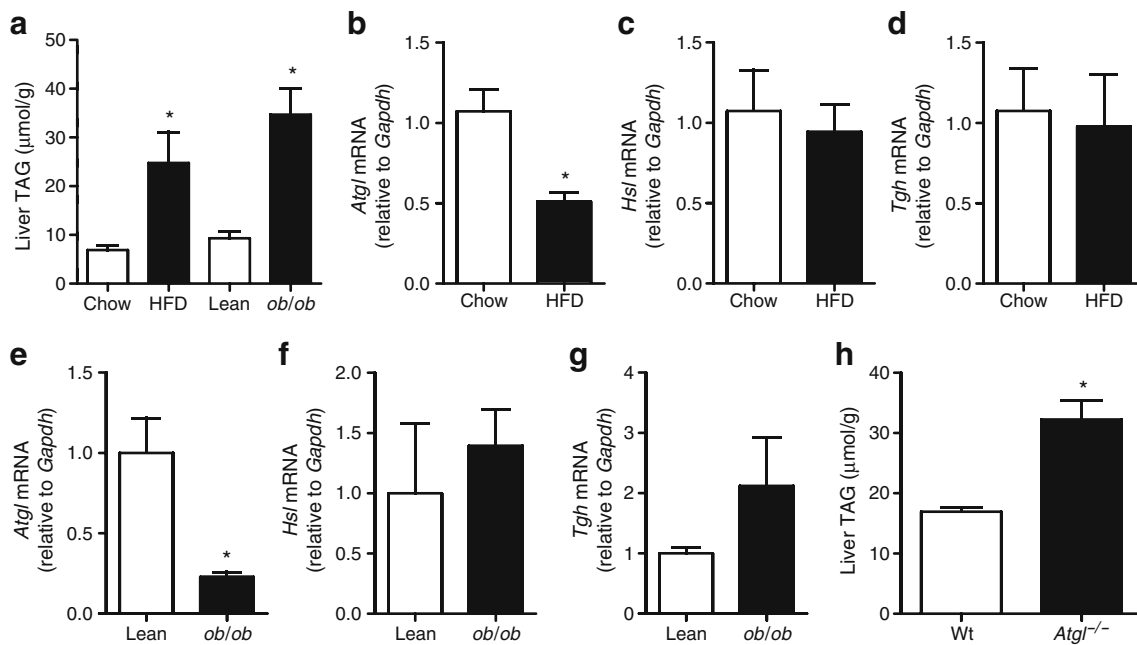 a
Liver TAG (μmol/g)
50
40
30
20
10
0
*
*
Chow HFD Lean ob/ob
b
Atgl mRNA
(relative to Gapdh)
1.5
1.0
0.5
0.0
*
Chow HFD
c
Hsl mRNA
(relative to Gapdh)
1.5
1.0
0.5
0.0
Chow HFD
d
Tgh mRNA
(relative to Gapdh)
1.5
1.0
0.5
0.0
Chow HFD
e
Atgl mRNA
(relative to Gapdh)
1.5
1.0
0.5
0.0
*
Lean ob/ob
f
Hsl mRNA
(relative to Gapdh)
2.0
1.5
1.0
0.5
0.0
Lean ob/ob
g
Tgh mRNA
(relative to Gapdh)
4
3
2
1
0
Lean ob/ob
h
Liver TAG (μmol/g)
40
30
20
10
0
*
Wt Atgl−/−